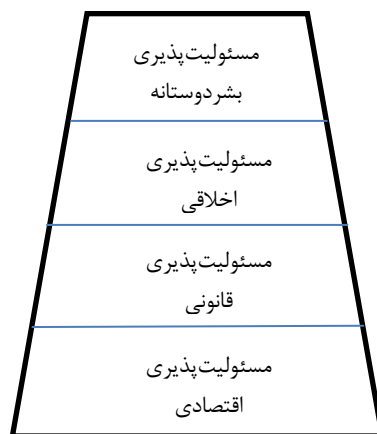 مسئولیت‌پذیری
بشردوستانه
مسئولیت‌پذیری
اخلاقی
مسئولیت‌پذیری
قانونی
مسئولیت‌پذیری
اقتصادی